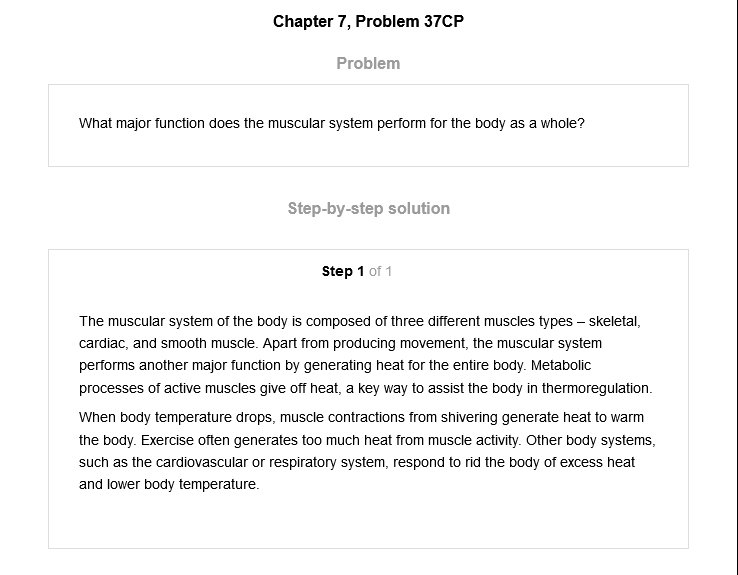 Chapter 7, Problem 37CP
Problem
What major function does the muscular system perform for the body as a whole?
Step-by-step solution
Step 1 of 1
The muscular system of the body is composed of three different muscles types – skeletal,
cardiac, and smooth muscle. Apart from producing movement, the muscular system
performs another major function by generating heat for the entire body. Metabolic
processes of active muscles give off heat, a key way to assist the body in thermoregulation.
When body temperature drops, muscle contractions from shivering generate heat to warm
the body. Exercise often generates too much heat from muscle activity. Other body systems,
such as the cardiovascular or respiratory system, respond to rid the body of excess heat
and lower body temperature.